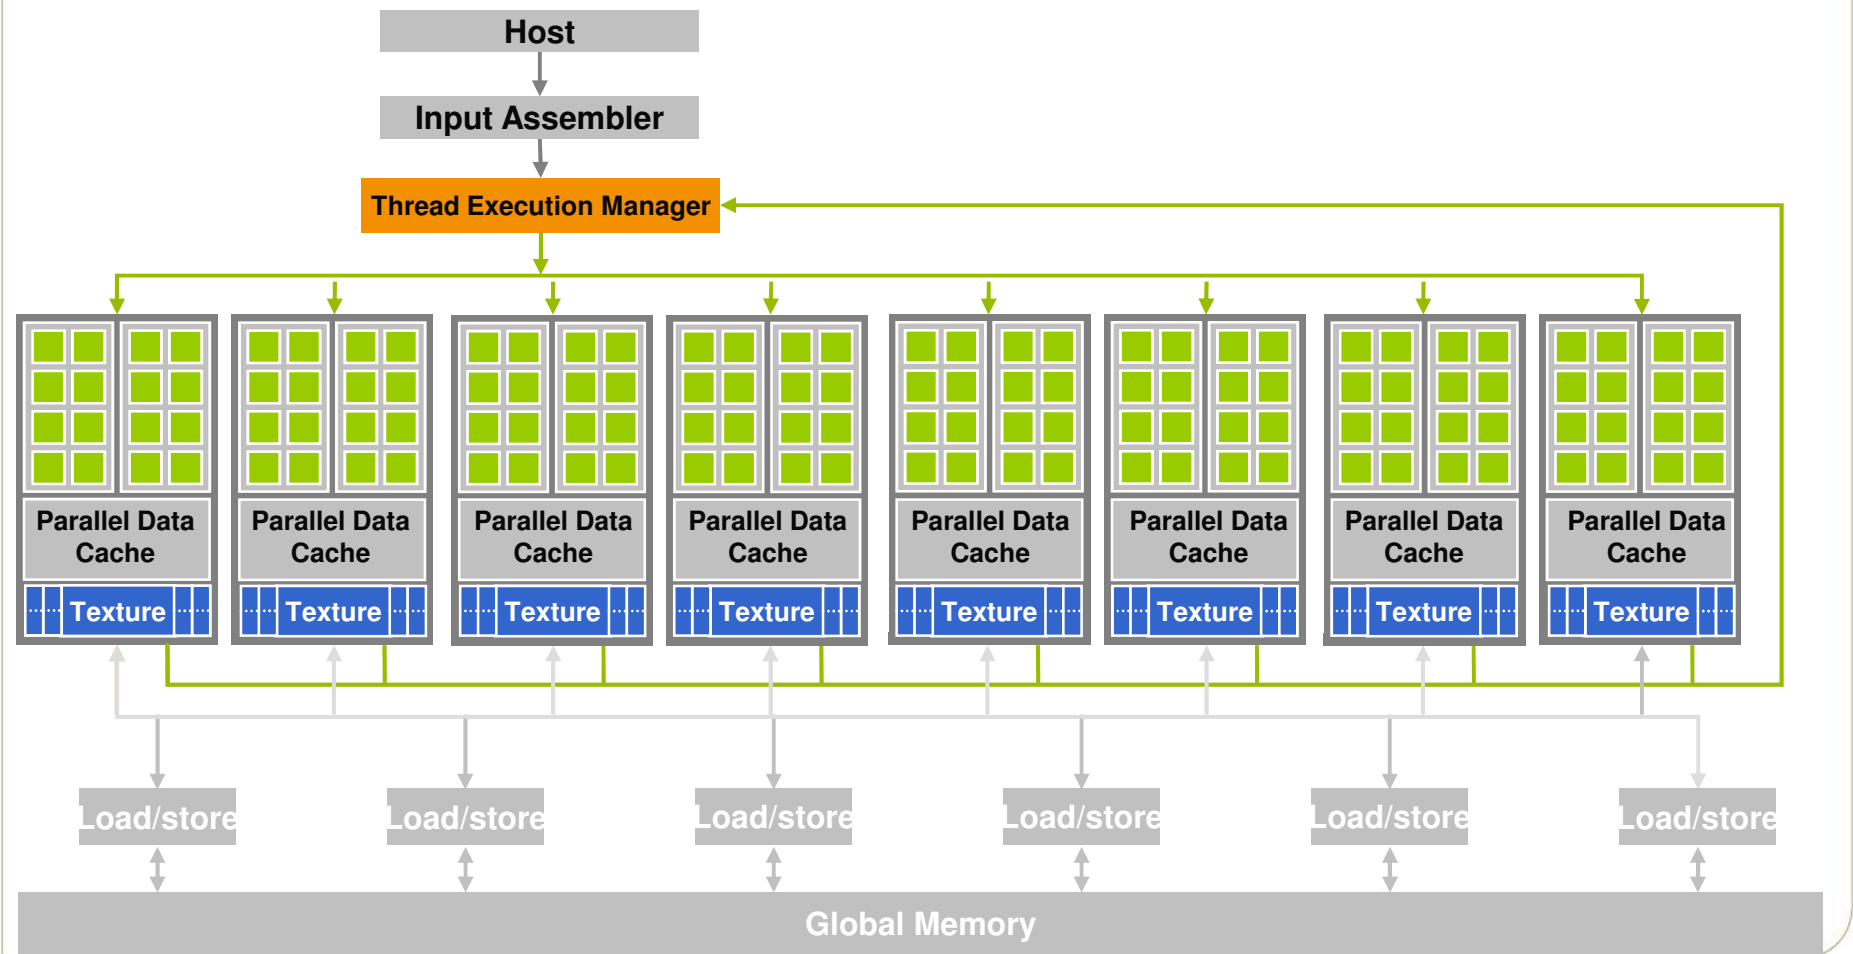 Host
Input Assembler
Thread Execution Manager
Parallel Data Cache
Parallel Data Cache
Parallel Data Cache
Parallel Data Cache
Parallel Data Cache
Parallel Data Cache
Parallel Data Cache
Parallel Data Cache
Texture
Texture
Texture
Texture
Texture
Texture
Texture
Texture
Load/store
Load/store
Load/store
Load/store
Load/store
Load/store
Global Memory